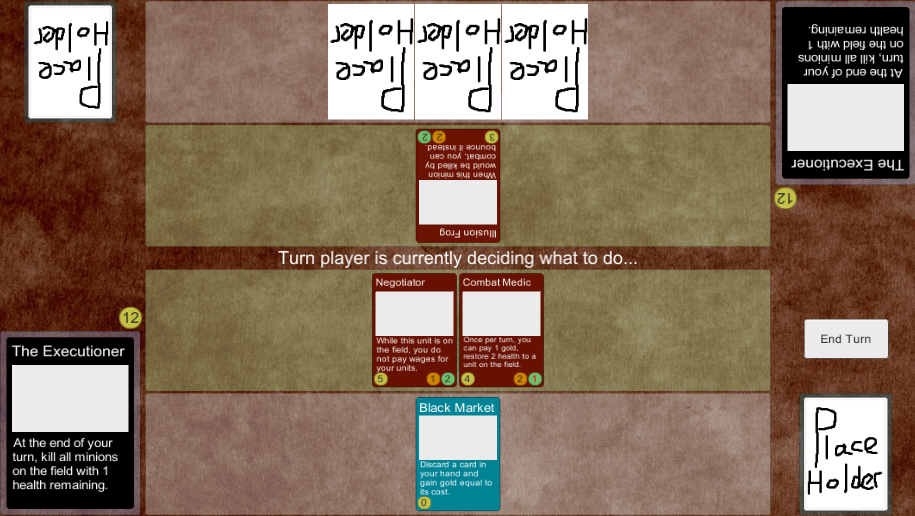 Place
Holder
Place
Holder
Place
Holder
Place
Holder
The Executioner
At the end of your
turn, kill all minions
on the field with 1
health remaining.
12
Illusion Frog
When this minion
would be killed by
combat, you can
bounce it instead.
3
2
2
Turn player is currently deciding what to do...
Negotiator
While this unit is on
the field, you do
not pay wages for
your units.
5
1
2
Combat Medic
Once per turn, you
can pay 1 gold,
restore 2 health to a
unit on the field.
4
2
1
12
The Executioner
At the end of your
turn, kill all minions
on the field with 1
health remaining.
End Turn
Black Market
Discard a card in
your hand and
gain gold equal to
its cost.
0
Place
Holder